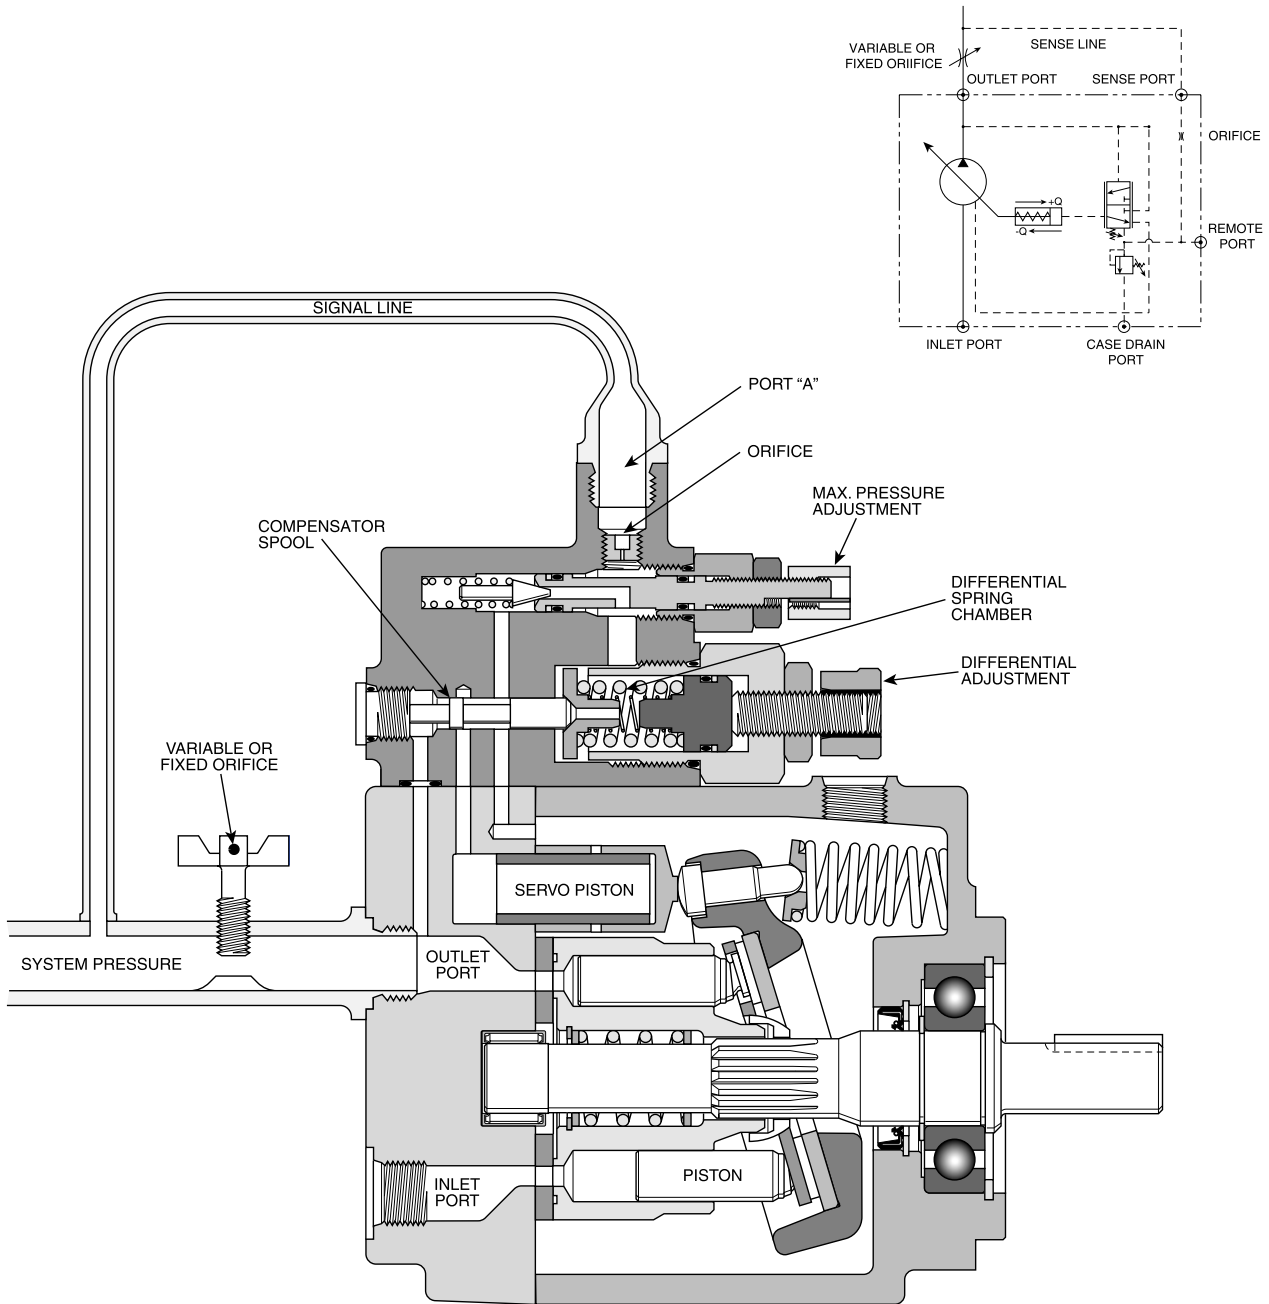 VARIABLE OR
FIXED ORIIFICE
SENSE LINE
OUTLET PORT
SENSE PORT
ORIFICE
+Q
-Q
REMOTE
PORT
INLET PORT
CASE DRAIN
PORT
SIGNAL LINE
PORT “A”
ORIFICE
MAX. PRESSURE
ADJUSTMENT
COMPENSATOR
SPOOL
DIFFERENTIAL
SPRING
CHAMBER
DIFFERENTIAL
ADJUSTMENT
VARIABLE OR
FIXED ORIFICE
SERVO PISTON
SYSTEM PRESSURE
OUTLET
PORT
INLET
PORT
PISTON